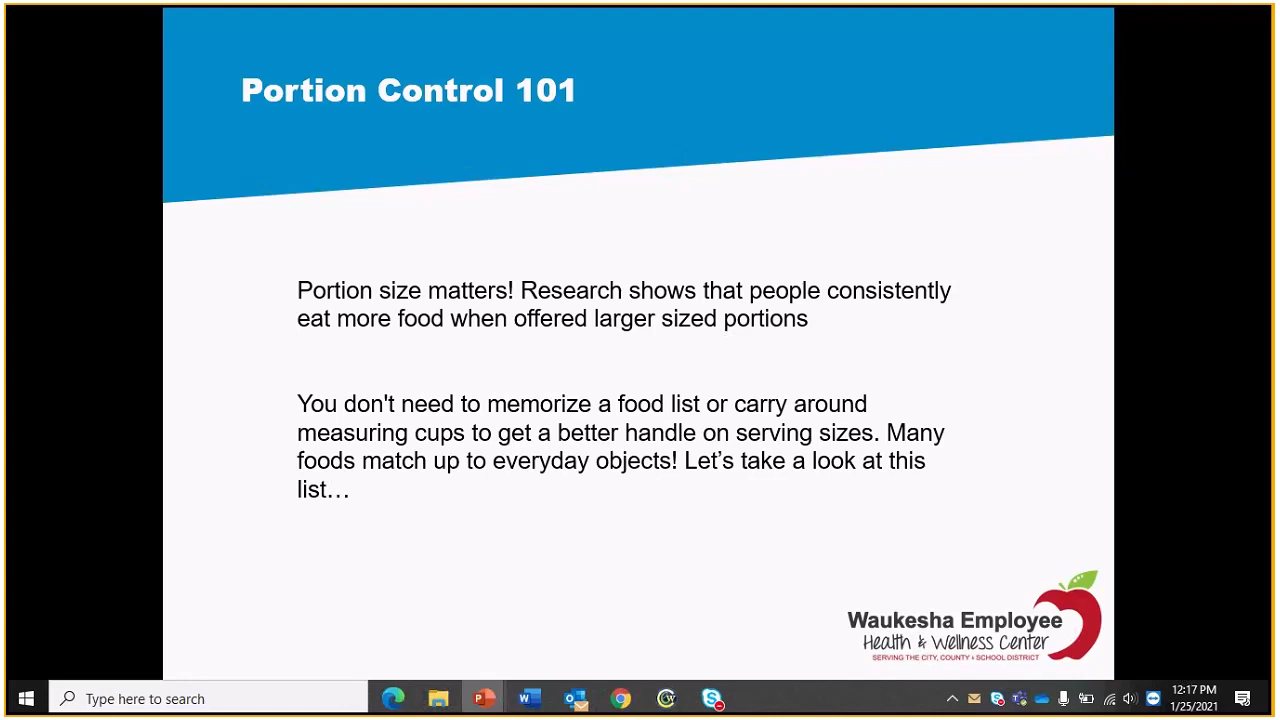 Portion Control 101
Portion size matters! Research shows that people consistently
eat more food when offered larger sized portions
You don't need to memorize a food list or carry around
measuring cups to get a better handle on serving sizes. Many
foods match up to everyday objects! Let’s take a look at this
list…
Waukesha Employee
Health & Wellness Center
SERVING THE CITY, COUNTY & SCHOOL DISTRICT
Type here to search
12:17 PM
1/25/2021